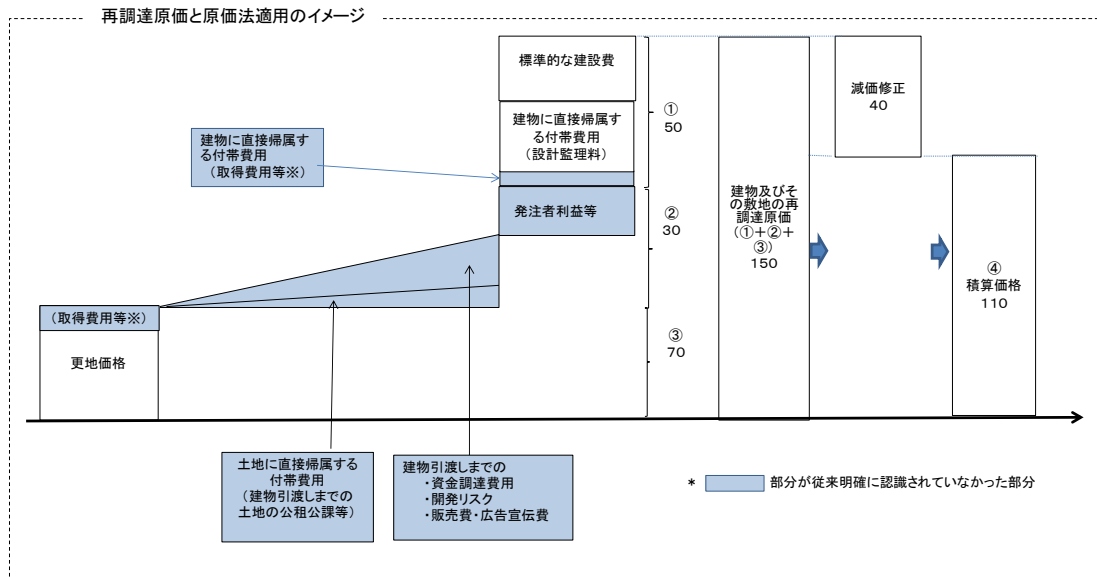 再調達原価と原価法適用のイメージ
標準的な建設費
建物に直接帰属す
る付帯費用
（設計監理料）
発注者利益等
①
50
②
30
③
70
建物に直接帰属す
る付帯費用
（取得費用等※）
（取得費用等※）
更地価格
建物及びそ
の敷地の再
調達原価
（①＋②＋
③）
150
減価修正
40
④
積算価格
110
土地に直接帰属する
付帯費用
（建物引渡しまでの
土地の公租公課等）
建物引渡しまでの
・資金調達費用
・開発リスク
・販売費・広告宣伝費
* 部分が従来明確に認識されていなかった部分